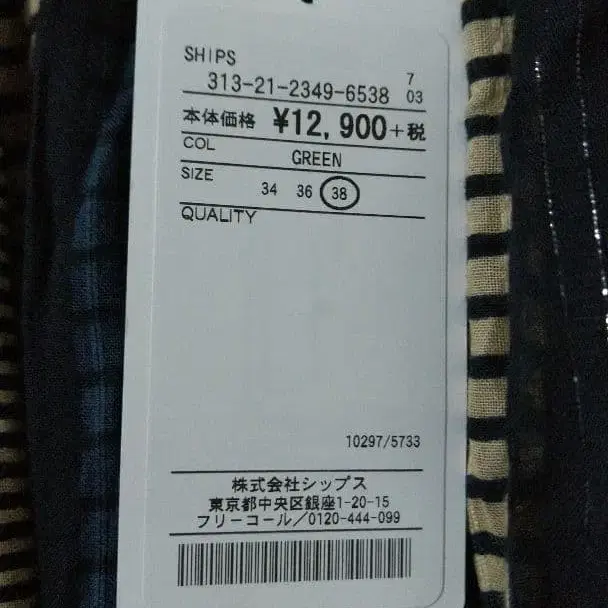 SHIPS
313-21-2349-6538 7 03
本体価格 ¥12,900+税
COL GREEN
SIZE 34 36 38
QUALITY
10297/5733
株式会社シップス
東京都中央区銀座1-20-15
フリーコール/0120-444-099